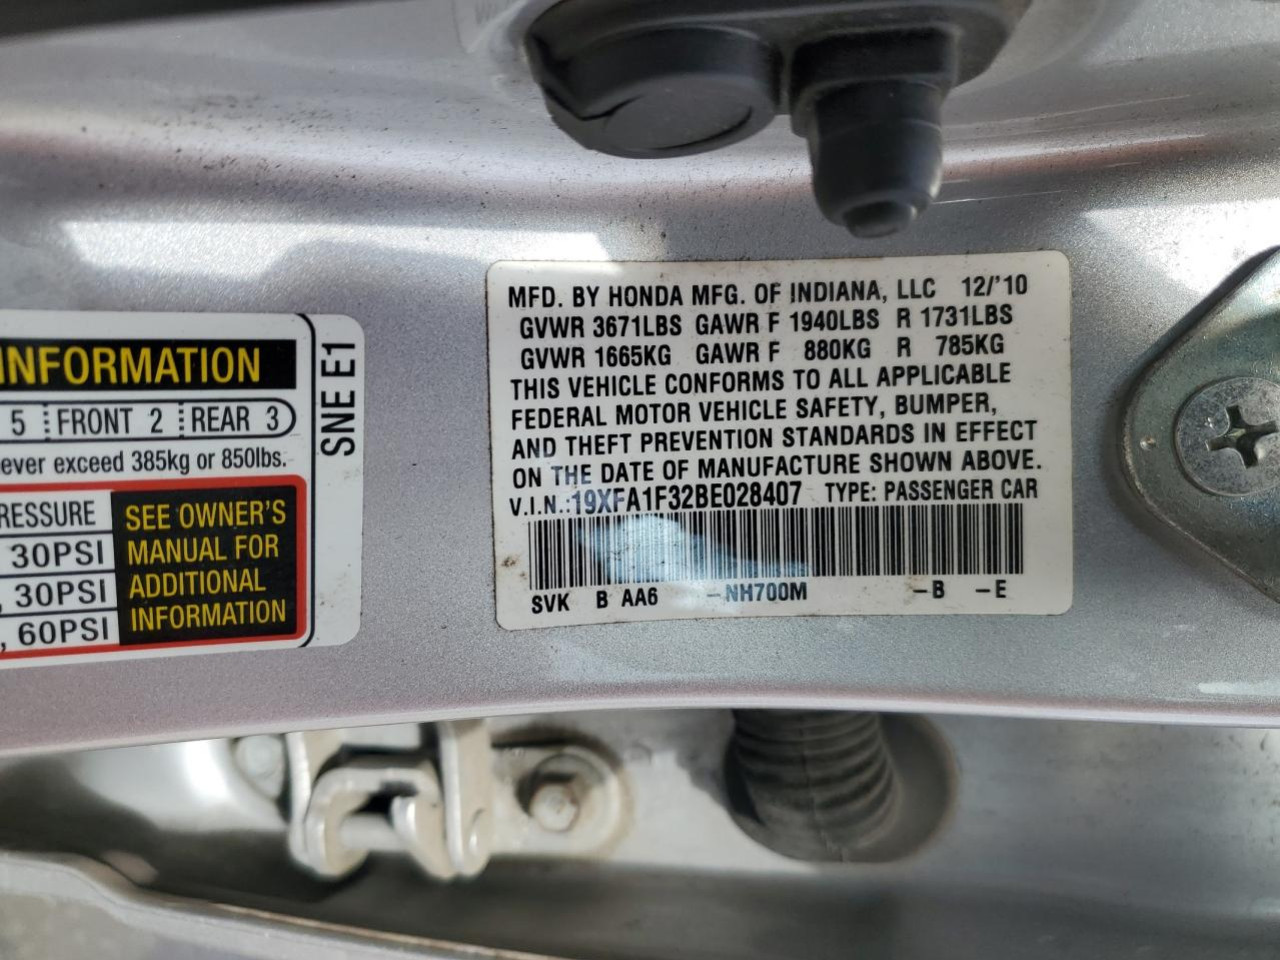 INFORMATION
5 FRONT 2 REAR 3
ever exceed 385kg or 850lbs.
RESSURE
30PSI
, 30PSI
, 60PSI
SEE OWNER'S
MANUAL FOR
ADDITIONAL
INFORMATION
SNE E1
MFD. BY HONDA MFG. OF INDIANA, LLC 12/'10
GVWR 3671LBS GAWR F 1940LBS R 1731LBS
GVWR 1665KG GAWR F 880KG R 785KG
THIS VEHICLE CONFORMS TO ALL APPLICABLE
FEDERAL MOTOR VEHICLE SAFETY, BUMPER,
AND THEFT PREVENTION STANDARDS IN EFFECT
ON THE DATE OF MANUFACTURE SHOWN ABOVE.
V.I.N.:19XFA1F32BE028407 TYPE: PASSENGER CAR
SVK B AA6 -NH700M -B -E